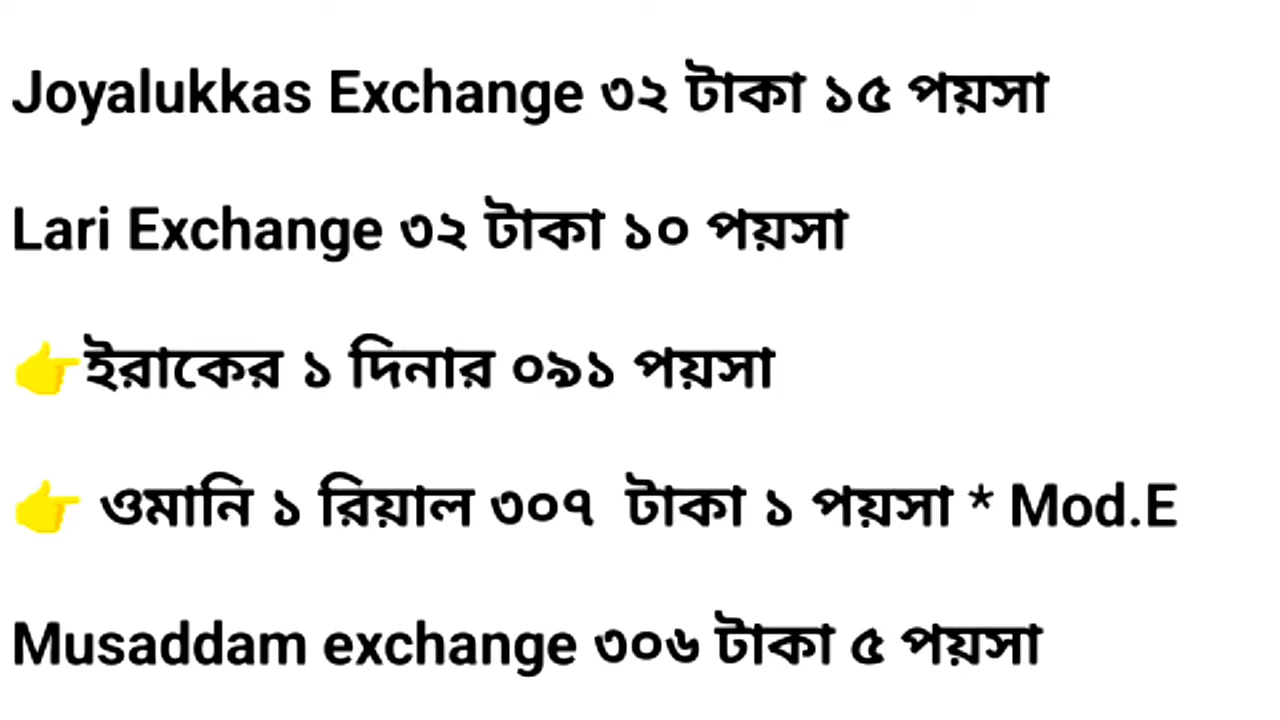 Joyalukkas Exchange ৩২ টাকা ১৫ পয়সা
Lari Exchange ৩২ টাকা ১০ পয়সা
👉ইরাকের ১ দিনার ০৯১ পয়সা
👉 ওমানি ১ রিয়াল ৩০৭ টাকা ১ পয়সা * Mod.E
Musaddam exchange ৩০৬ টাকা ৫ পয়সা